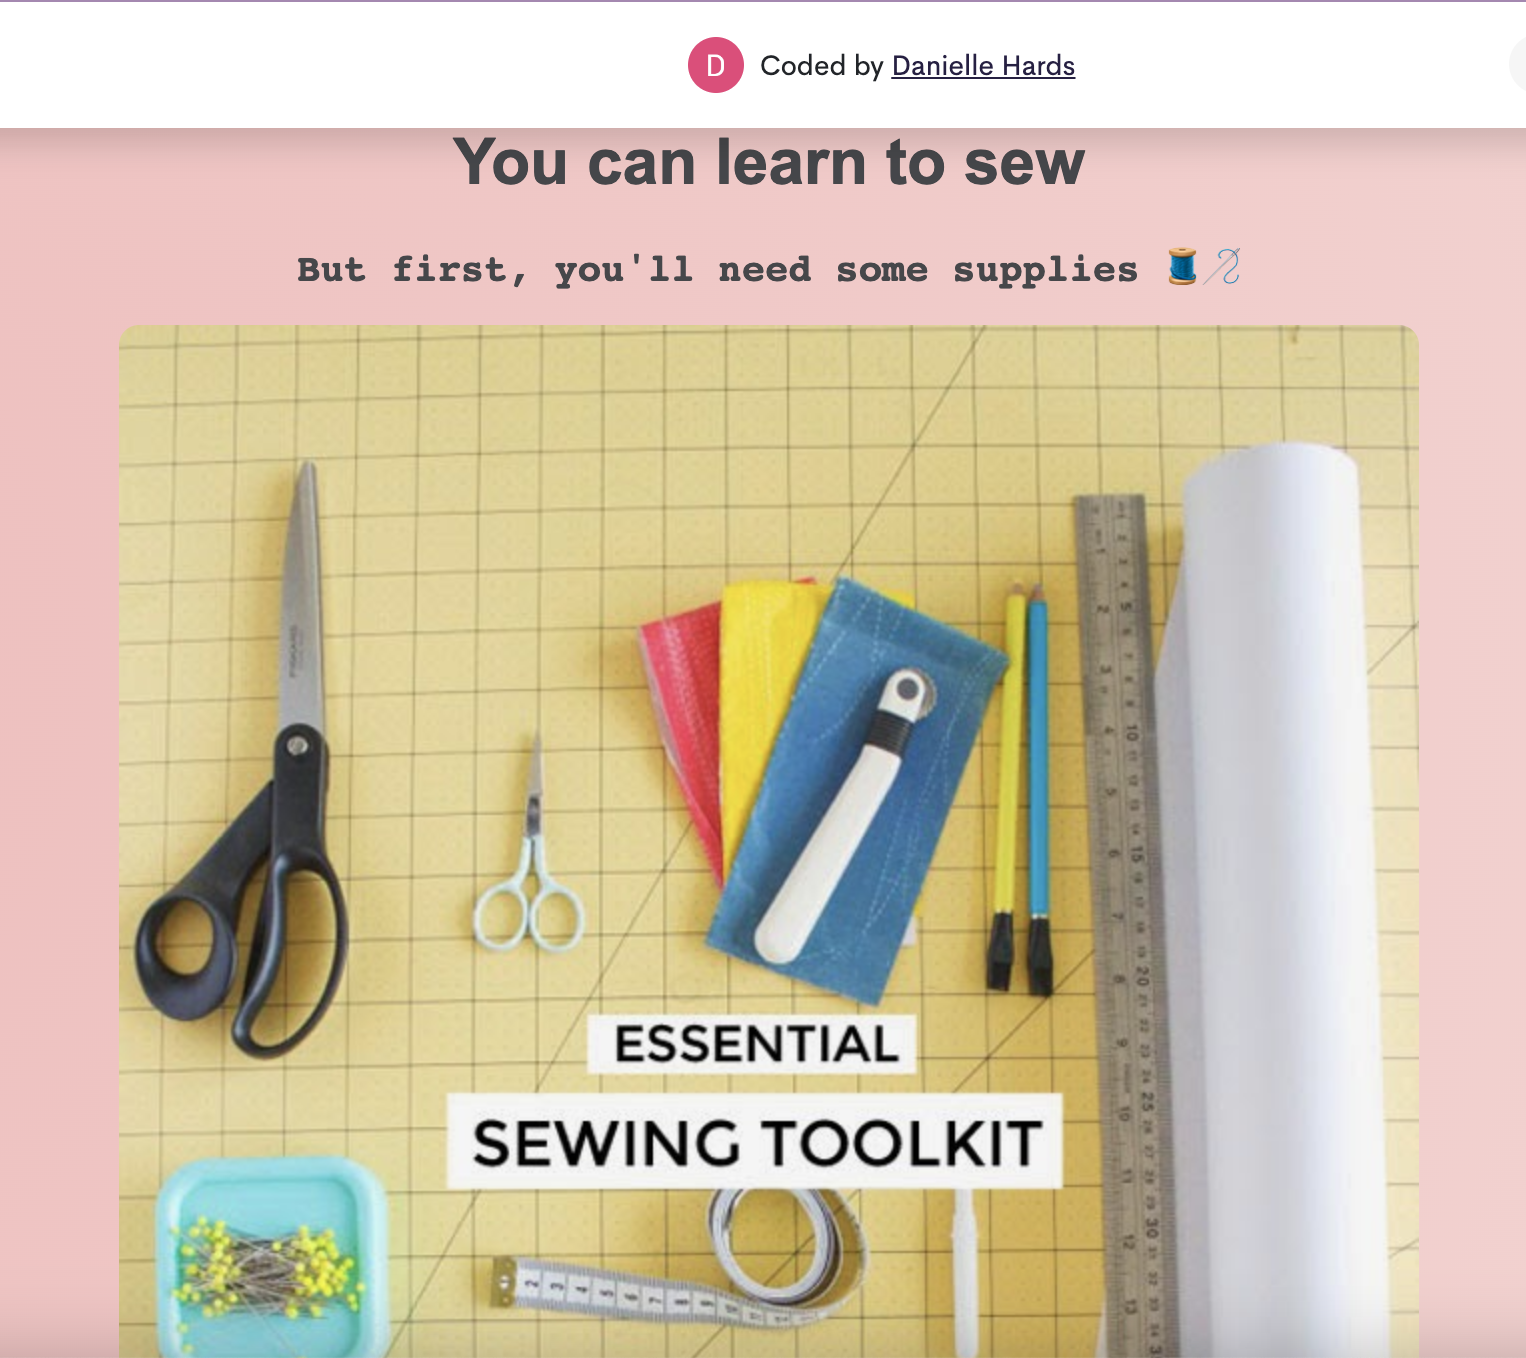 D Coded by Danielle Hards
You can learn to sew
But first, you'll need some supplies 🧵🪡
ESSENTIAL
SEWING TOOLKIT